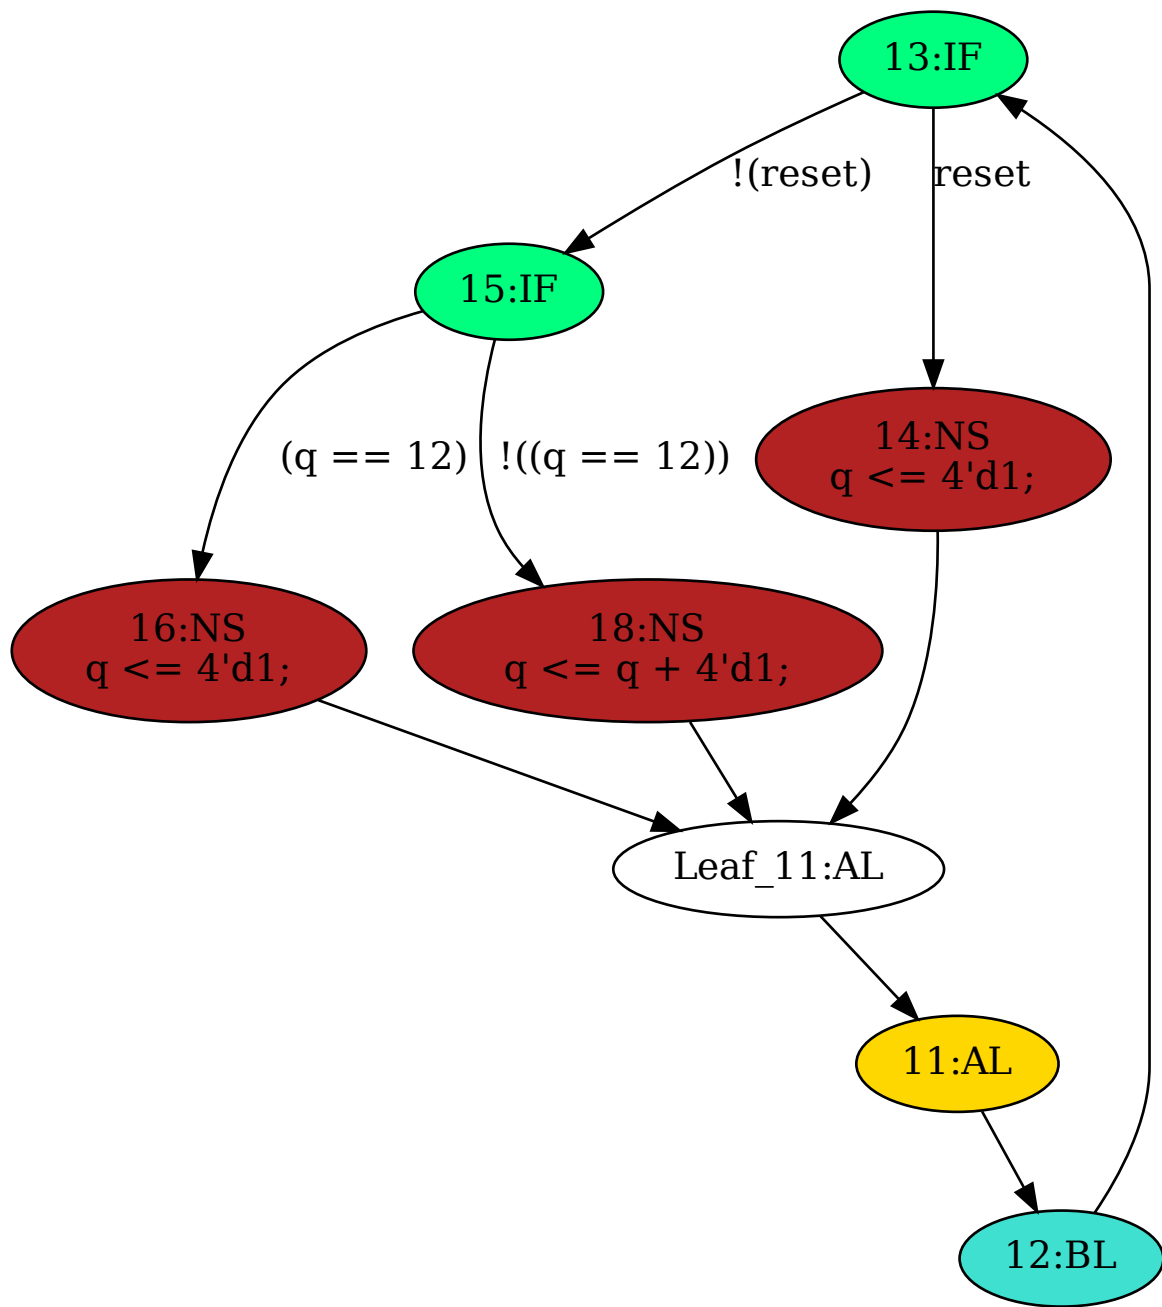 13:IF
!(reset)
reset
15:IF
(q == 12)
!((q == 12))
14:NS
q <= 4'd1;
16:NS
q <= 4'd1;
18:NS
q <= q + 4'd1;
Leaf_11:AL
11:AL
12:BL